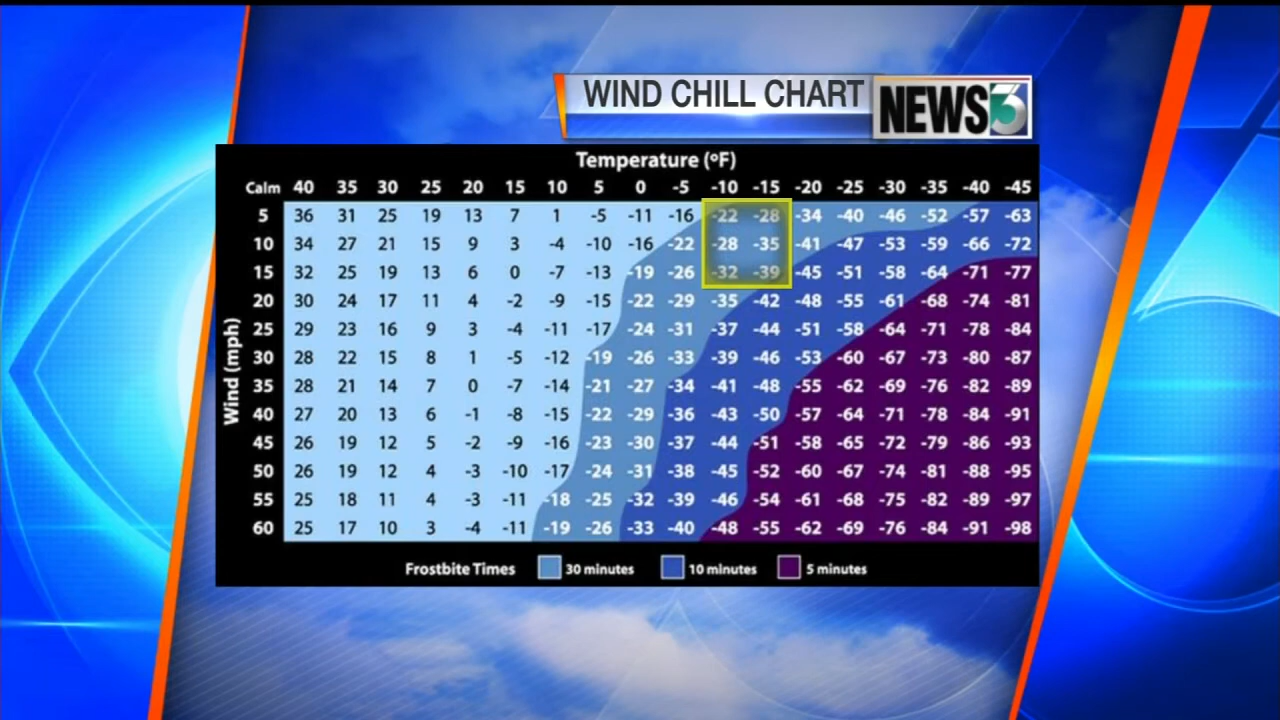 WIND CHILL CHART NEWS 3
Temperature (ºF)
Calm 40 35 30 25 20 15 10 5 0 -5 -10 -15 -20 -25 -30 -35 -40 -45
5 36 31 25 19 13 7 1 -5 -11 -16 -22 -28 -34 -40 -46 -52 -57 -63
10 34 27 21 15 9 3 -4 -10 -16 -22 -28 -35 -41 -47 -53 -59 -66 -72
15 32 25 19 13 6 0 -7 -13 -19 -26 -32 -39 -45 -51 -58 -64 -71 -77
20 30 24 17 11 4 -2 -9 -15 -22 -29 -35 -42 -48 -55 -61 -68 -74 -81
25 29 23 16 9 3 -4 -11 -17 -24 -31 -37 -44 -51 -58 -64 -71 -78 -84
30 28 22 15 8 1 -5 -12 -19 -26 -33 -39 -46 -53 -60 -67 -73 -80 -87
35 28 21 14 7 0 -7 -14 -21 -27 -34 -41 -48 -55 -62 -69 -76 -82 -89
40 27 20 13 6 -1 -8 -15 -22 -29 -36 -43 -50 -57 -64 -71 -78 -84 -91
45 26 19 12 5 -2 -9 -16 -23 -30 -37 -44 -51 -58 -65 -72 -79 -86 -93
50 26 19 12 4 -3 -10 -17 -24 -31 -38 -45 -52 -60 -67 -74 -81 -88 -95
55 25 18 11 4 -3 -11 -18 -25 -32 -39 -46 -54 -61 -68 -75 -82 -89 -97
60 25 17 10 3 -4 -11 -19 -26 -33 -40 -48 -55 -62 -69 -76 -84 -91 -98
Wind (mph)
Frostbite Times 30 minutes 10 minutes 5 minutes